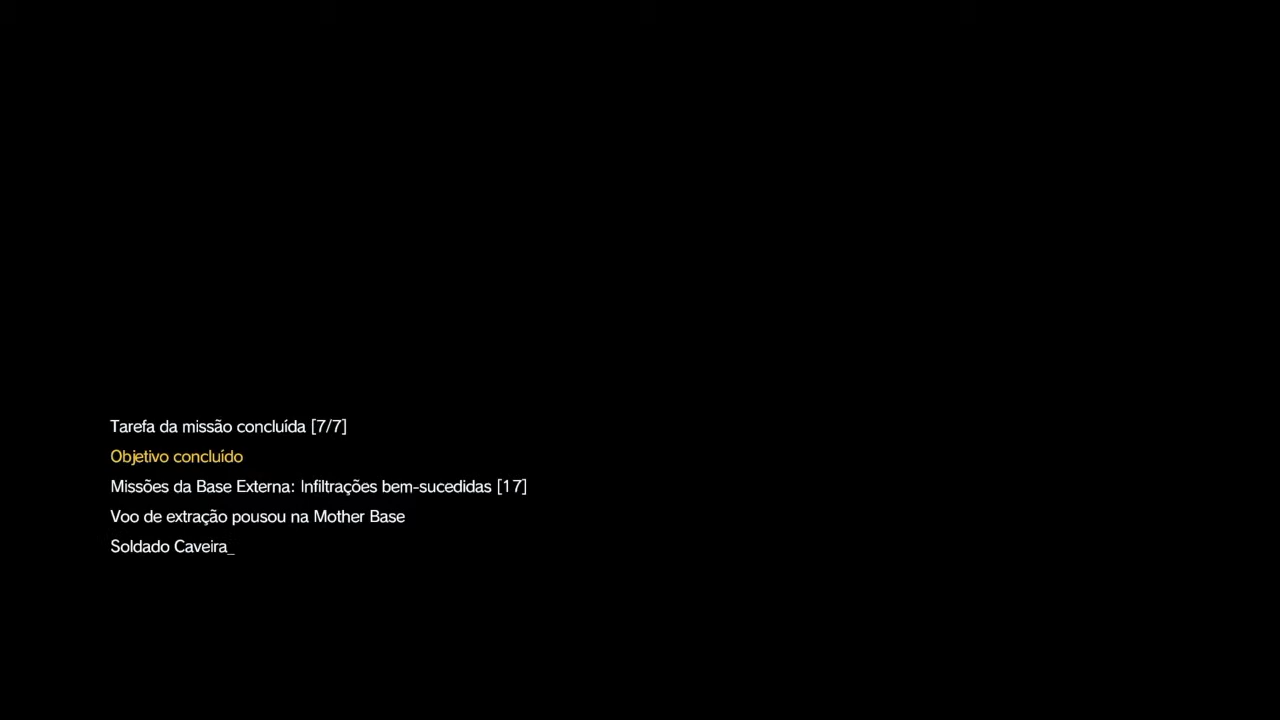 Tarefa da missão concluída [7/7]
Objetivo concluído
Missões da Base Externa: Infiltrações bem-sucedidas [17]
Voo de extração pousou na Mother Base
Soldado Caveira_